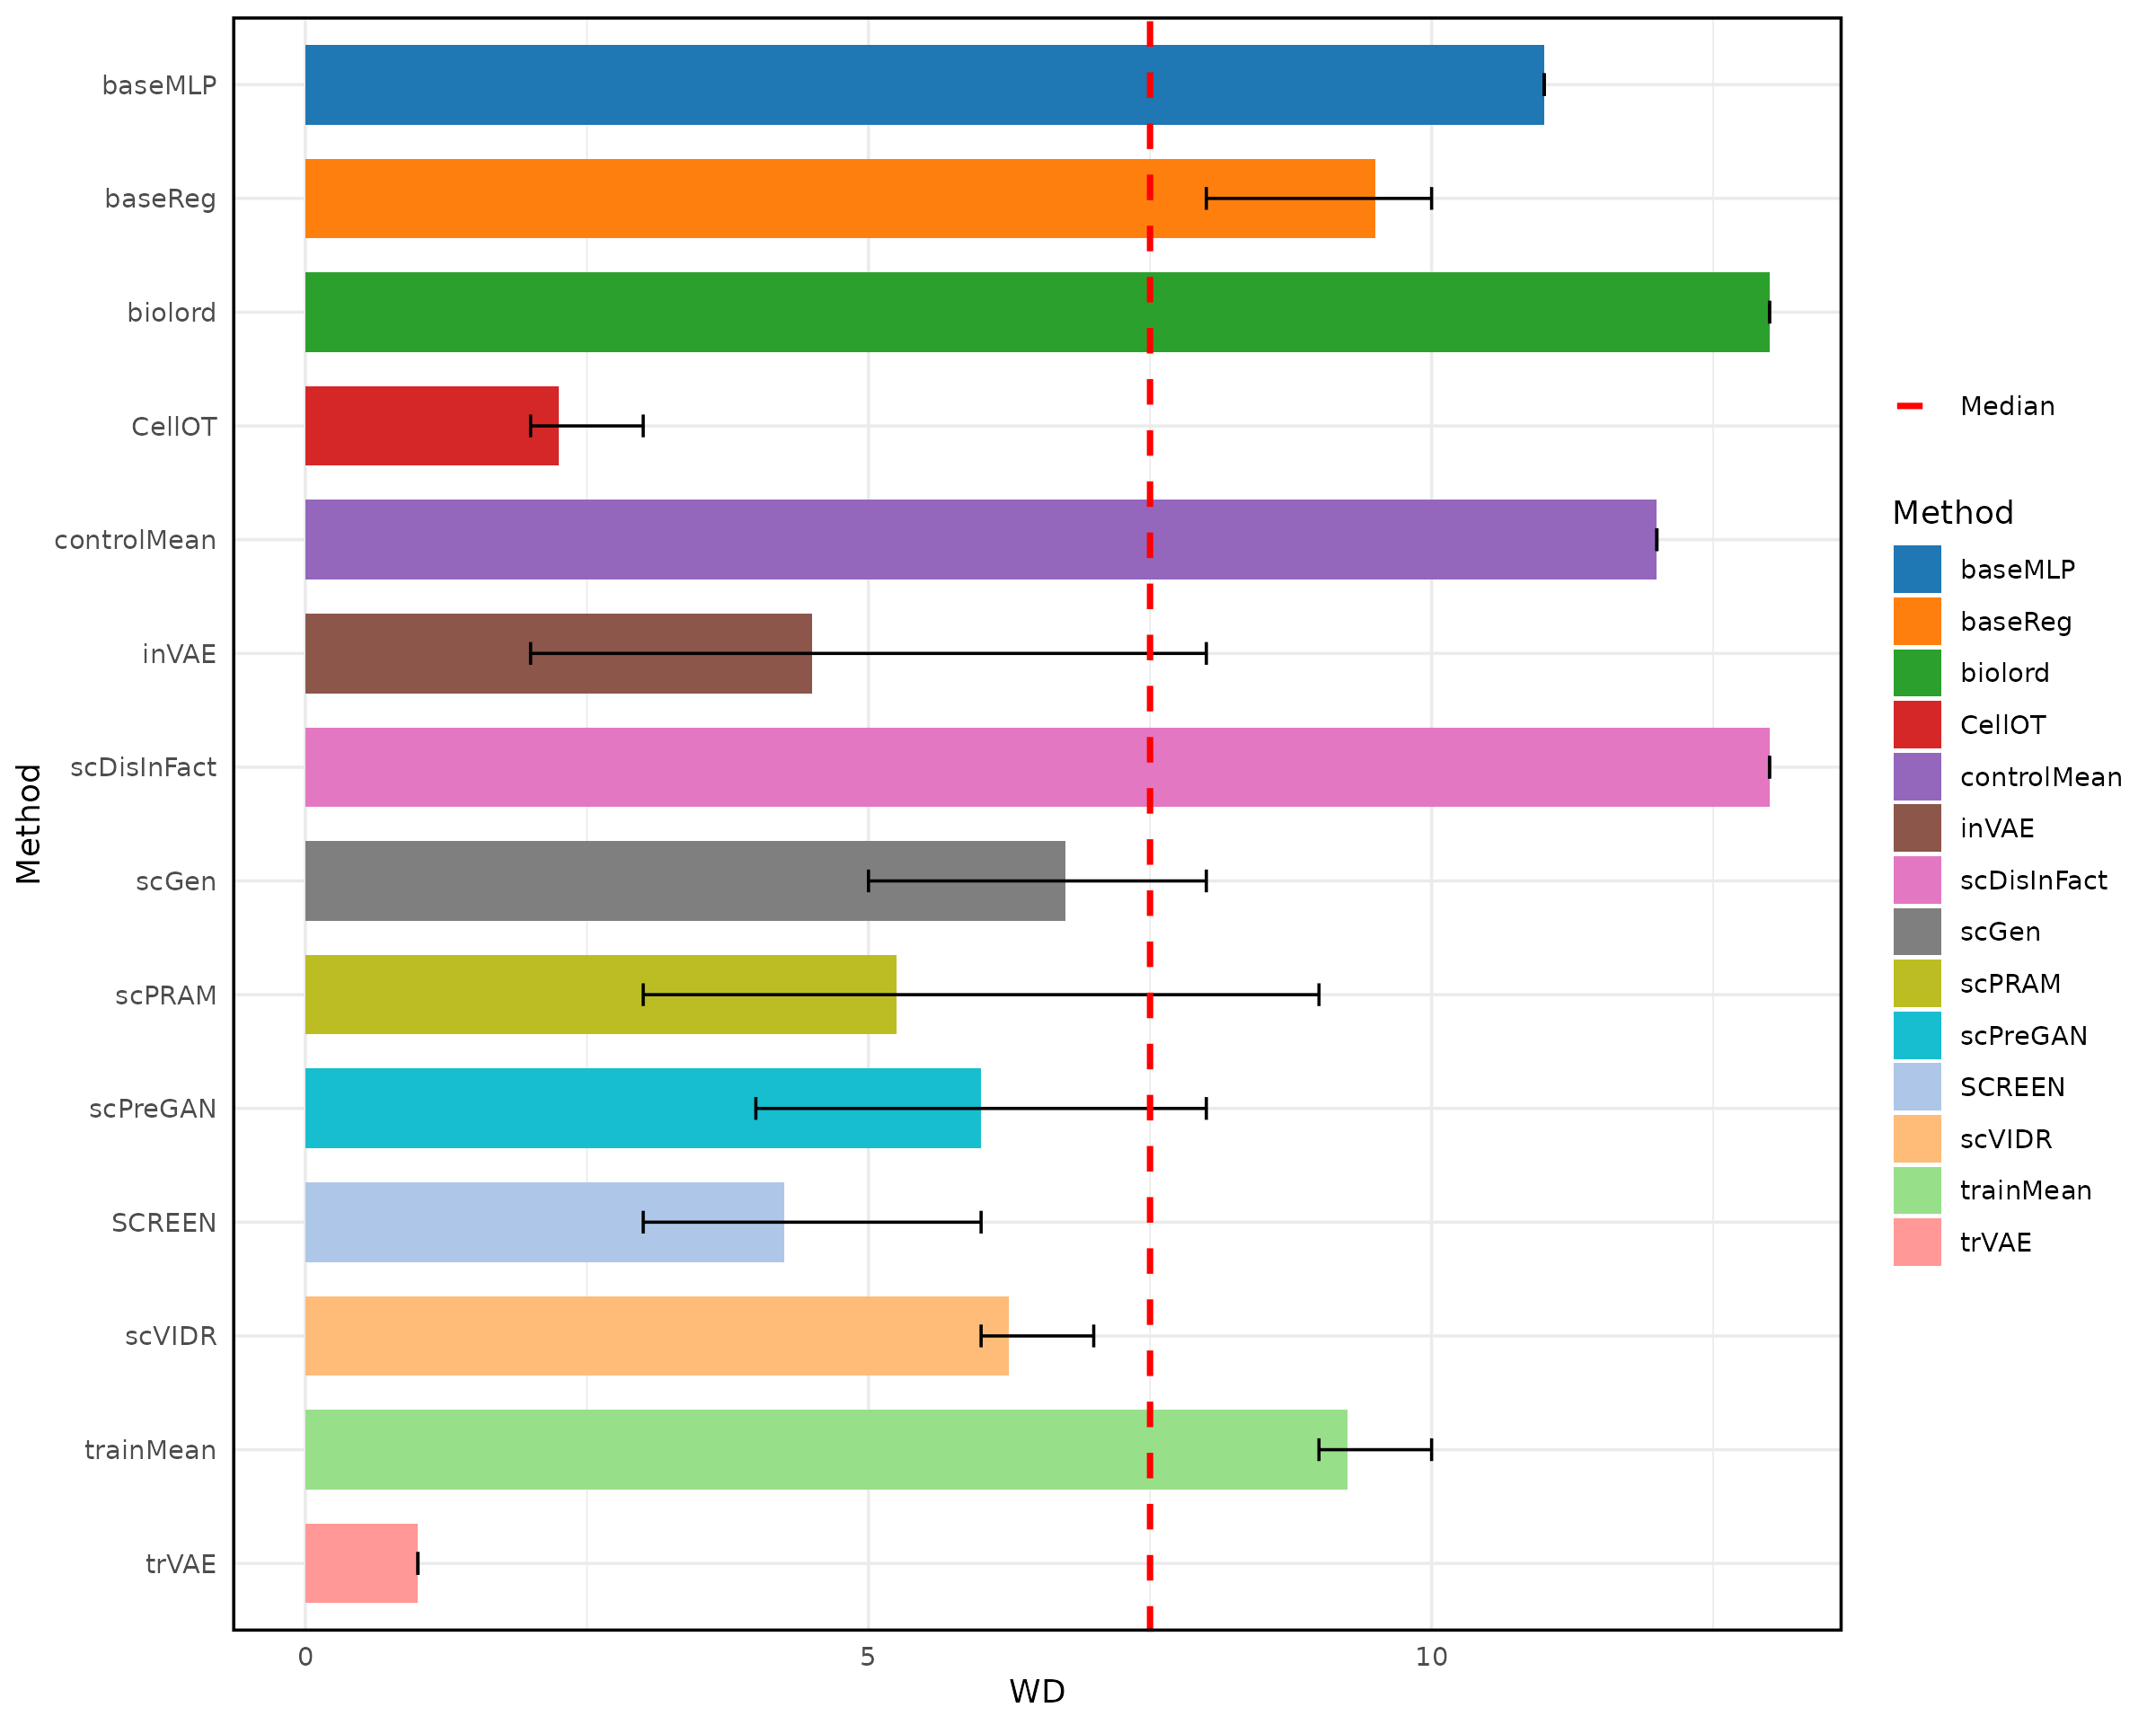 baseMLP
baseReg
biolord
CellOT
controlMean
inVAE
scDisInFact
scGen
scPRAM
scPreGAN
SCREEN
scVIDR
trainMean
trVAE
Method
0 5 10
WD
Median
Method
baseMLP
baseReg
biolord
CellOT
controlMean
inVAE
scDisInFact
scGen
scPRAM
scPreGAN
SCREEN
scVIDR
trainMean
trVAE